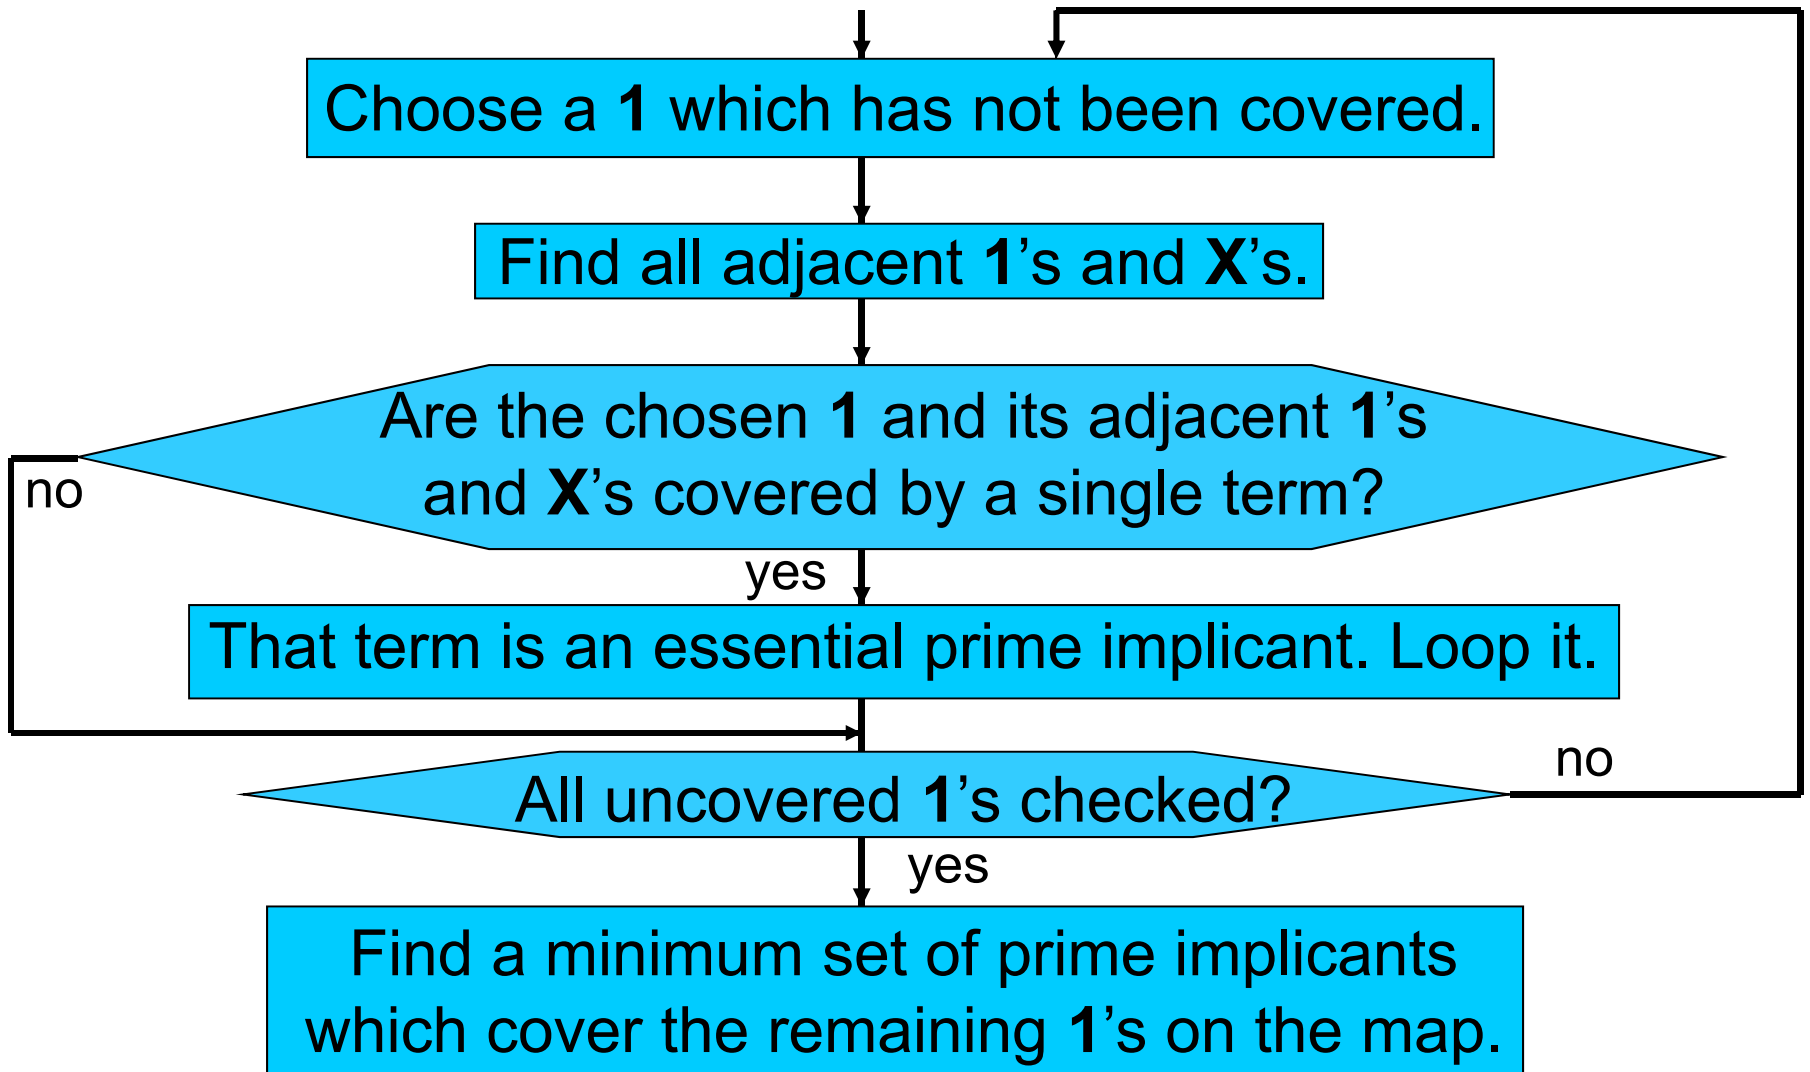 Choose a 1 which has not been covered.
Find all adjacent 1’s and X’s.
Are the chosen 1 and its adjacent 1’s
and X’s covered by a single term?
no
yes
That term is an essential prime implicant. Loop it.
no
All uncovered 1’s checked?
yes
Find a minimum set of prime implicants
which cover the remaining 1’s on the map.